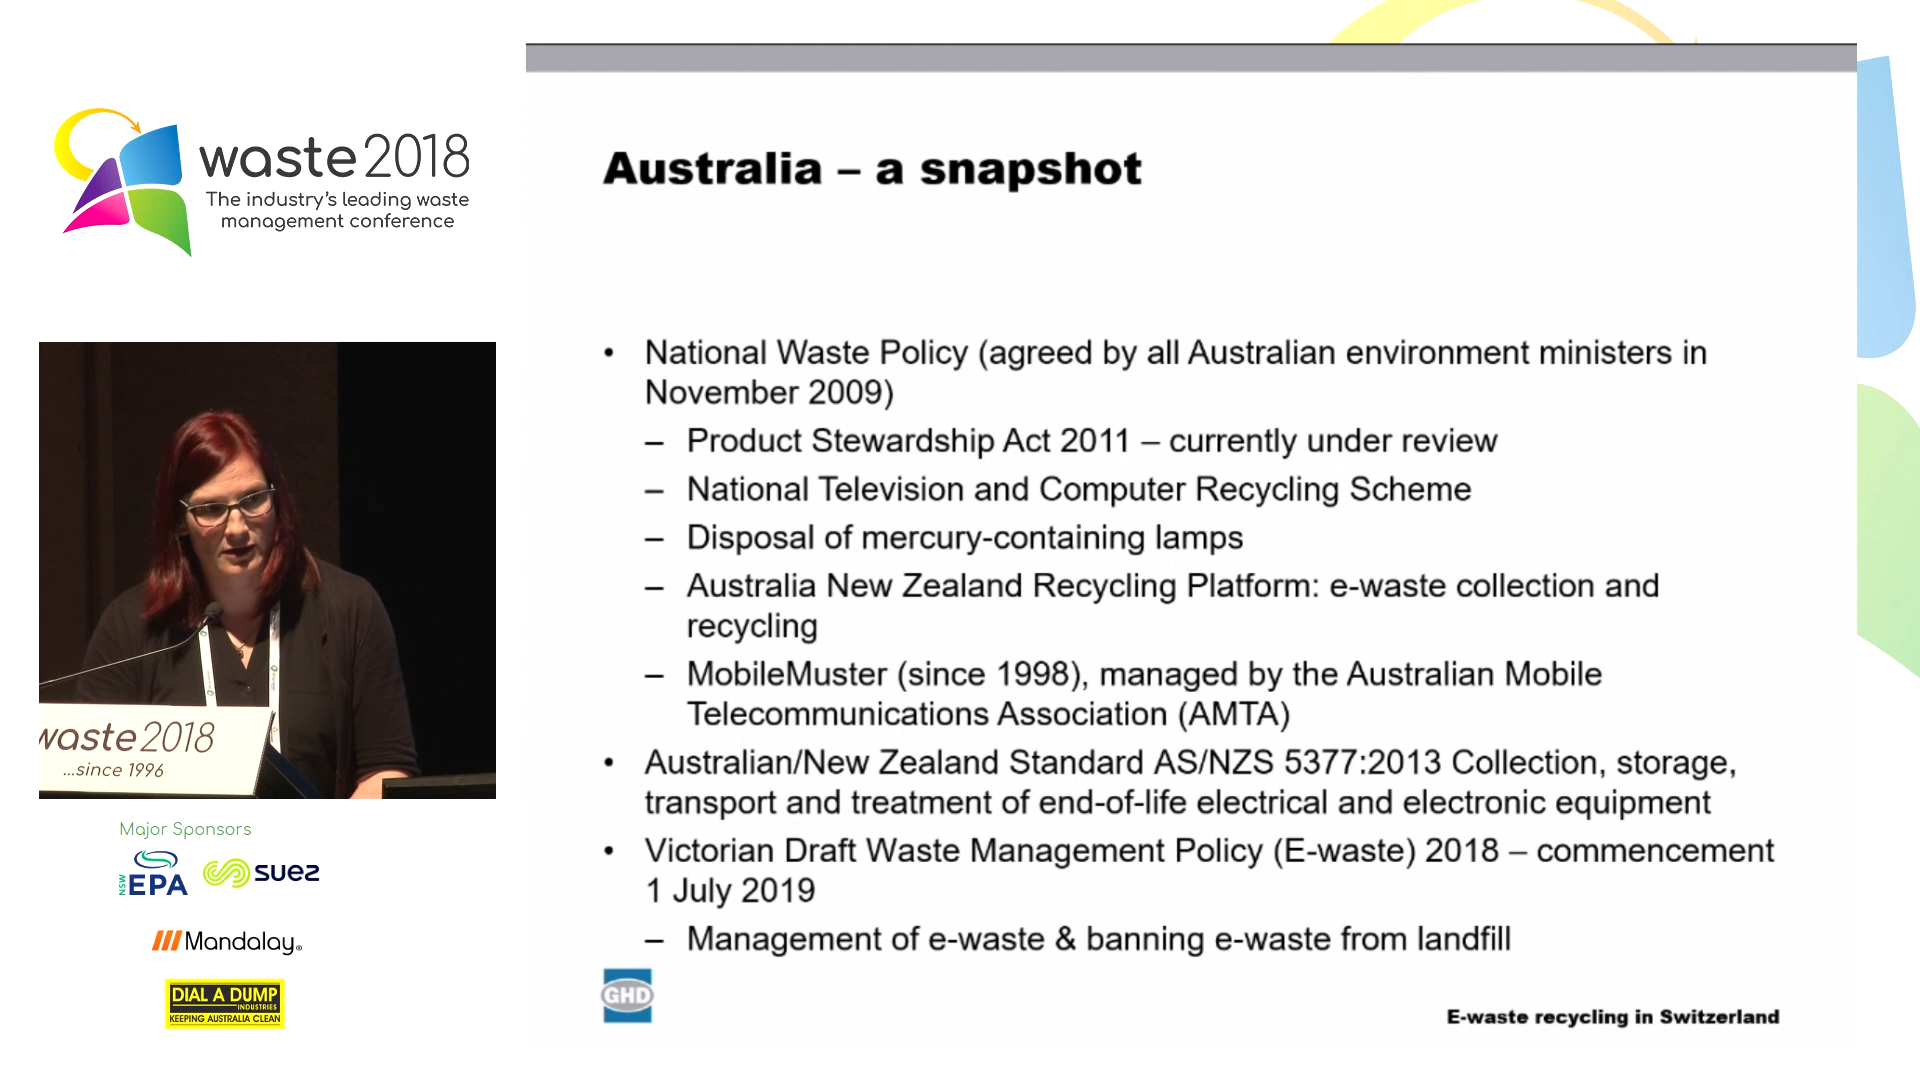 waste2018
The industry's leading waste
management conference
waste2018
...since 1996
Major Sponsors
NSW EPA
suez
Mandalay®
DIAL A DUMP
INDUSTRIES
KEEPING AUSTRALIA CLEAN
Australia – a snapshot
• National Waste Policy (agreed by all Australian environment ministers in
November 2009)
– Product Stewardship Act 2011 – currently under review
– National Television and Computer Recycling Scheme
– Disposal of mercury-containing lamps
– Australia New Zealand Recycling Platform: e-waste collection and
recycling
– MobileMuster (since 1998), managed by the Australian Mobile
Telecommunications Association (AMTA)
• Australian/New Zealand Standard AS/NZS 5377:2013 Collection, storage,
transport and treatment of end-of-life electrical and electronic equipment
• Victorian Draft Waste Management Policy (E-waste) 2018 – commencement
1 July 2019
– Management of e-waste & banning e-waste from landfill
GHD
E-waste recycling in Switzerland